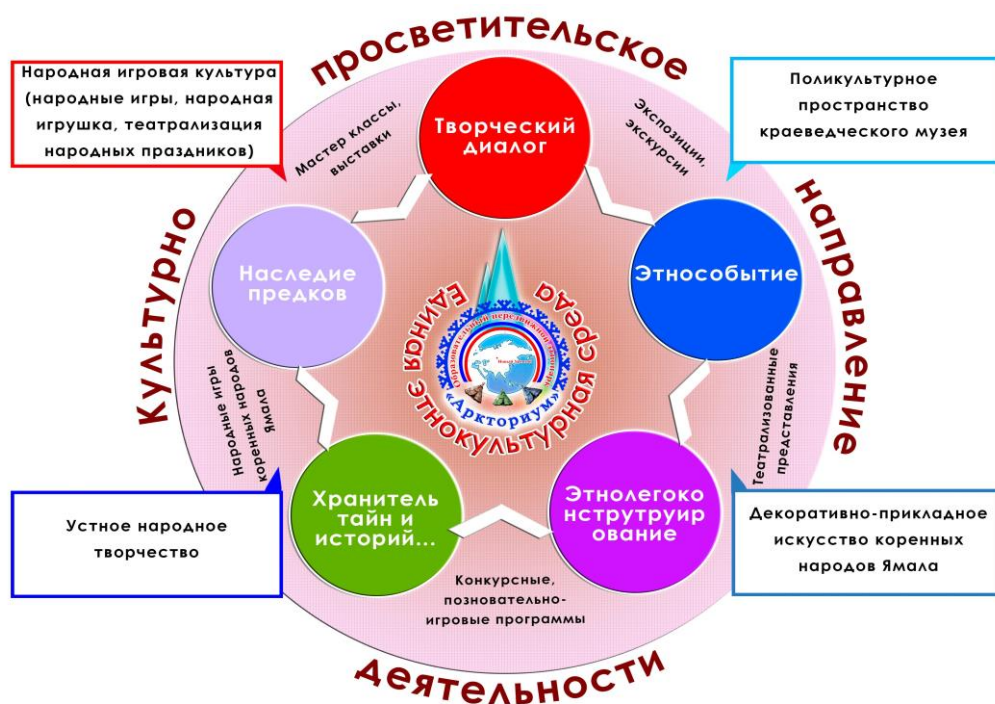 Культурно
просветительское
направление
деятельности
Народная игровая культура
(народные игры, народная
игрушка, театрализация
народных праздников)
Поликультурное
пространство
краеведческого музея
Мастер классы,
выставки
Творческий
диалог
Экспозиции,
экскурсии
Наследие
предков
Этнособытие
Единая этнокультурная среда
Образовательный передвижной
«Аркториум»
Народные игры
коренных народов
Ямала
Театрализованные
представления
Хранитель
тайн и
историй...
Этнолегоко
нструтруир
ование
Устное народное
творчество
Декоративно-прикладное
искусство коренных
народов Ямала
Конкурсные,
позновательно-
игровые программы